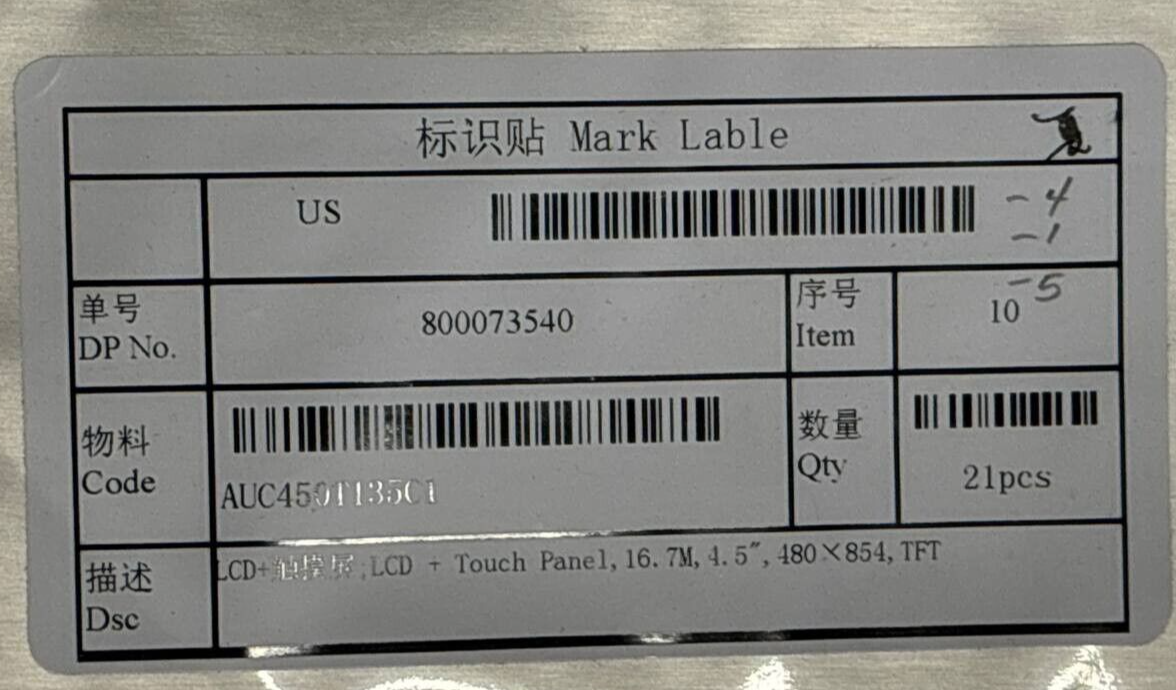 标识贴 Mark Lable
US
-4
-1
-5
单号
DP No.
800073540
序号
Item
10
物料
Code
AUC450T135C1
数量
Qty
21pcs
描述
Dsc
LCD+触摸屏;LCD + Touch Panel, 16.7M, 4.5″, 480×854, TFT